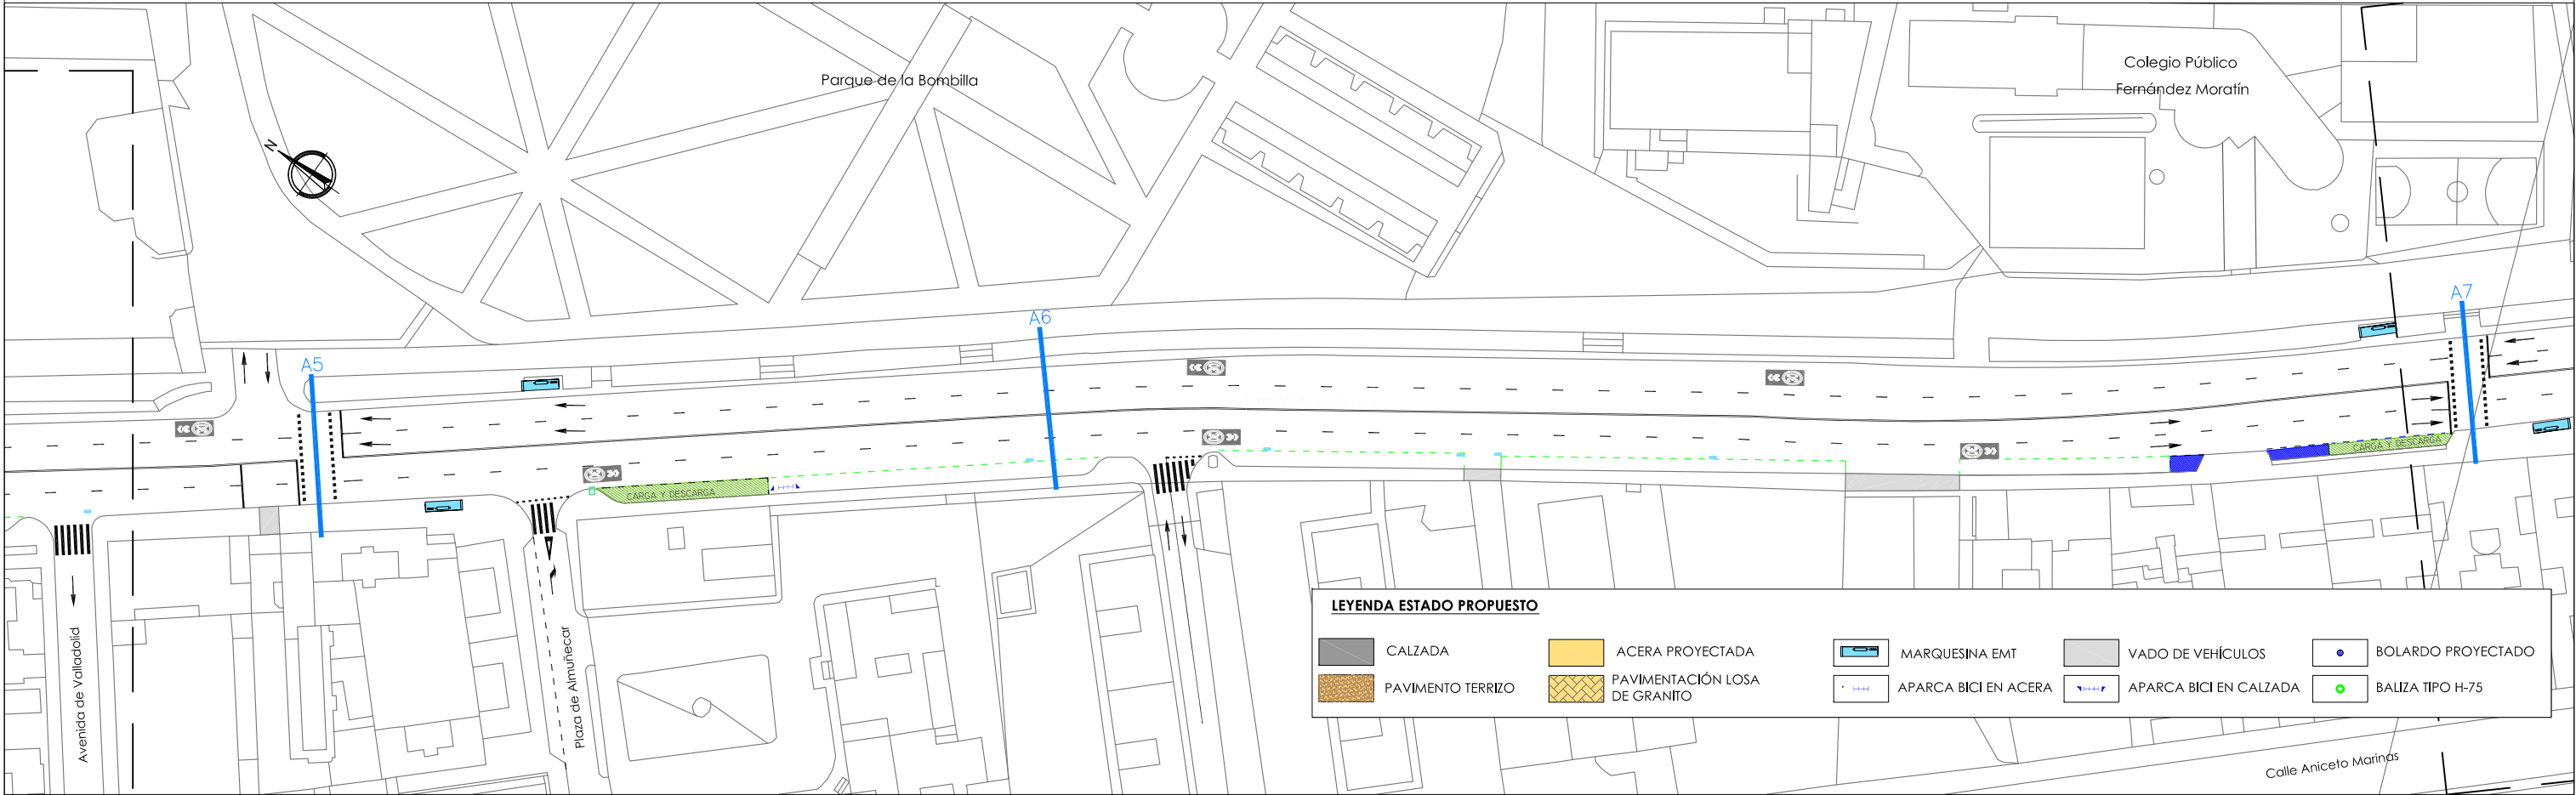 Parque de la Bombilla
Colegio Público
Fernández Moratín
N
A5
A6
A7
CARGA Y DESCARGA
CARGA Y DESCARGA
Avenida de Valladolid
Plaza de Almuñecar
Calle Aniceto Marinas
LEYENDA ESTADO PROPUESTO
CALZADA
ACERA PROYECTADA
MARQUESINA EMT
VADO DE VEHÍCULOS
BOLARDO PROYECTADO
PAVIMENTO TERRIZO
PAVIMENTACIÓN LOSA
DE GRANITO
APARCA BICI EN ACERA
APARCA BICI EN CALZADA
BALIZA TIPO H-75